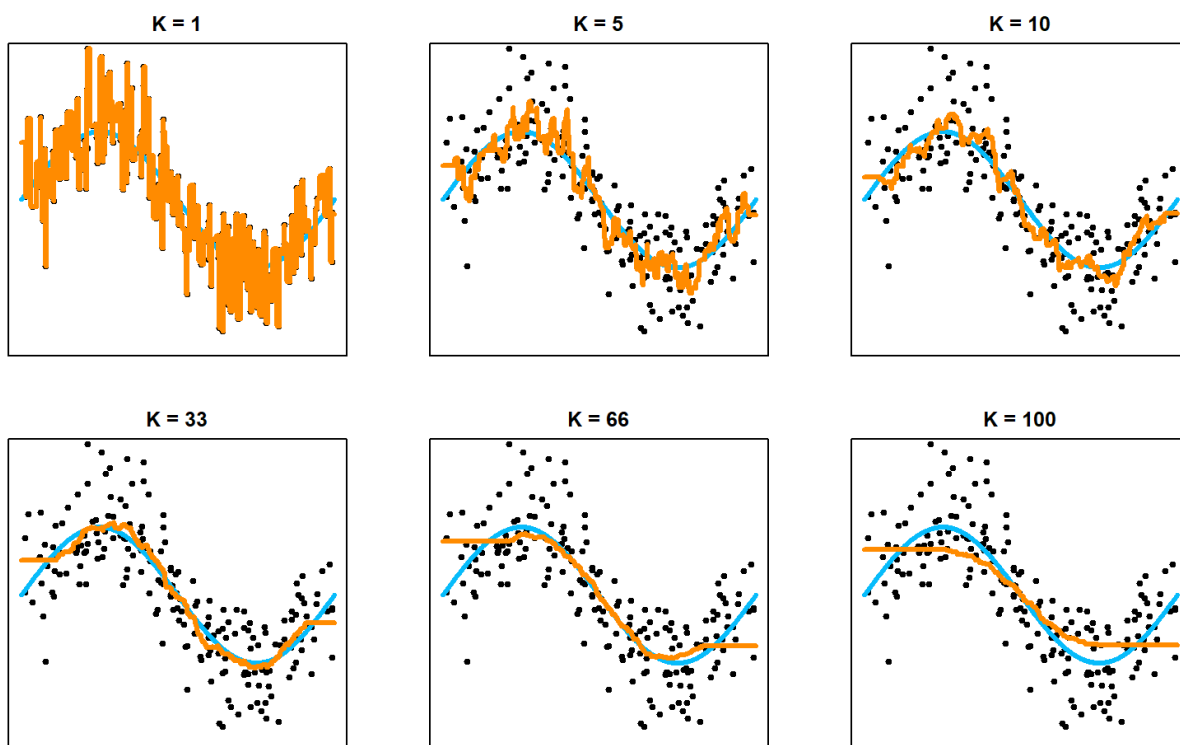 K = 1
K = 5
K = 10
K = 33
K = 66
K = 100